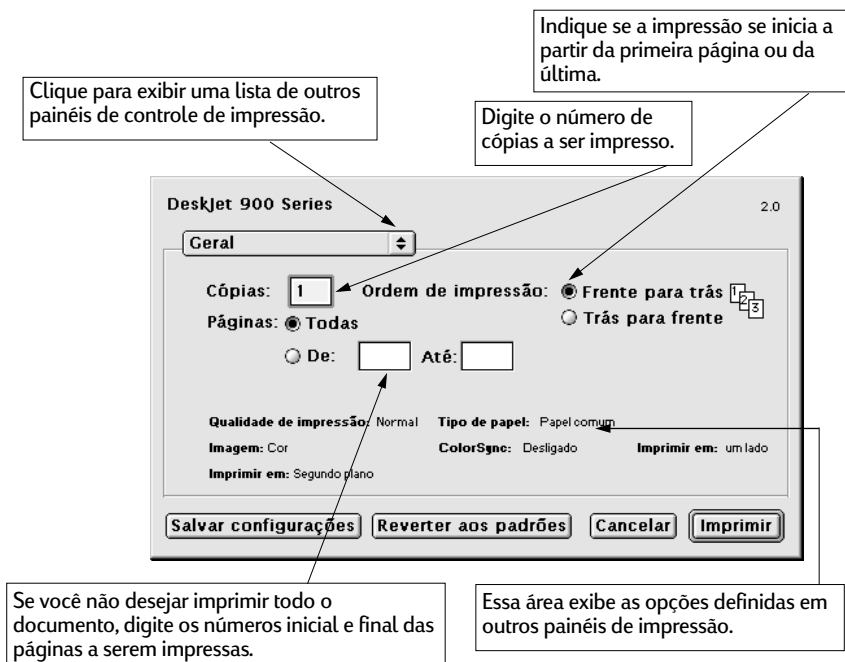 Indique se a impressão se inicia a
partir da primeira página ou da
última.
Clique para exibir uma lista de outros
painéis de controle de impressão.
Digite o número de
cópias a ser impresso.
DeskJet 900 Series 2.0
Geral
Cópias: 1 Ordem de impressão: Frente para trás 1 2 3
Páginas: Todas Trás para frente
De: Até:
Qualidade de impressão: Normal Tipo de papel: Papel comum
Imagem: Cor ColorSync: Desligado Imprimir em: um lado
Imprimir em: Segundo plano
Salvar configurações Reverter aos padrões Cancelar Imprimir
Se você não desejar imprimir todo o
documento, digite os números inicial e final das
páginas a serem impressas.
Essa área exibe as opções definidas em
outros painéis de impressão.